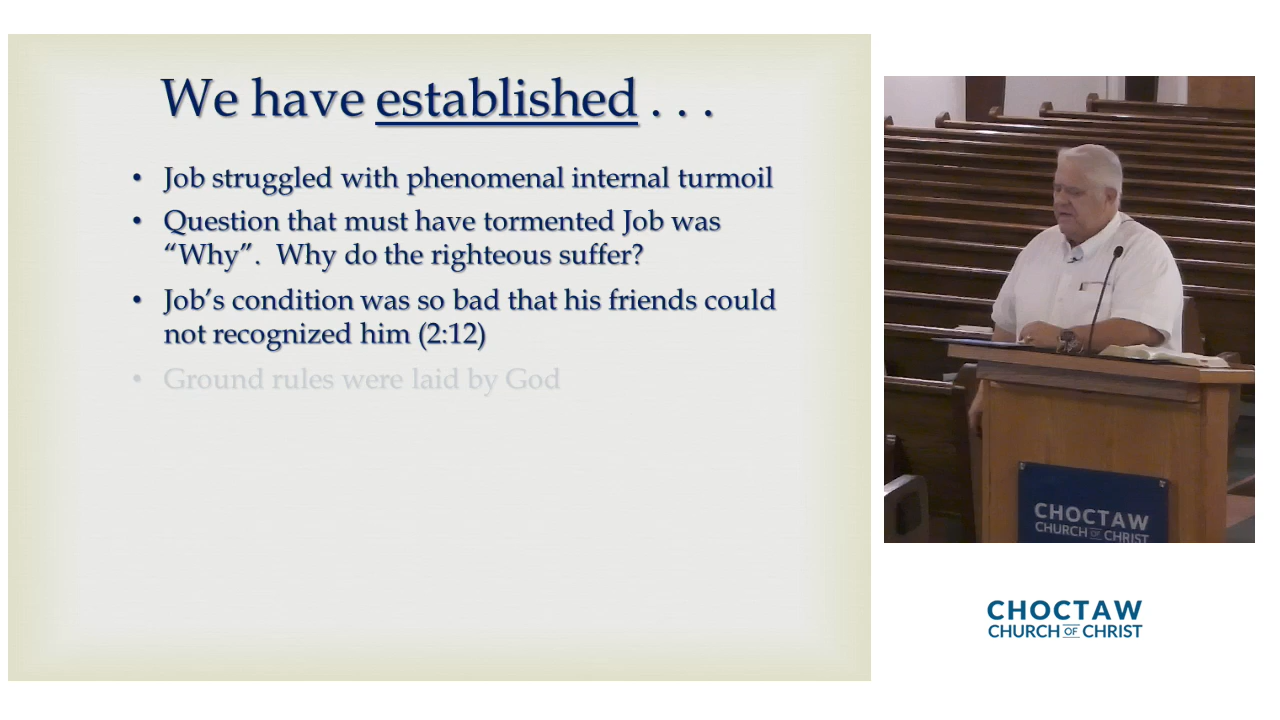 We have established . . .
• Job struggled with phenomenal internal turmoil
• Question that must have tormented Job was
“Why”.  Why do the righteous suffer?
• Job’s condition was so bad that his friends could
not recognized him (2:12)
• Ground rules were laid by God
CHOCTAW
CHURCH OF CHRIST
CHOCTAW
CHURCH OF CHRIST